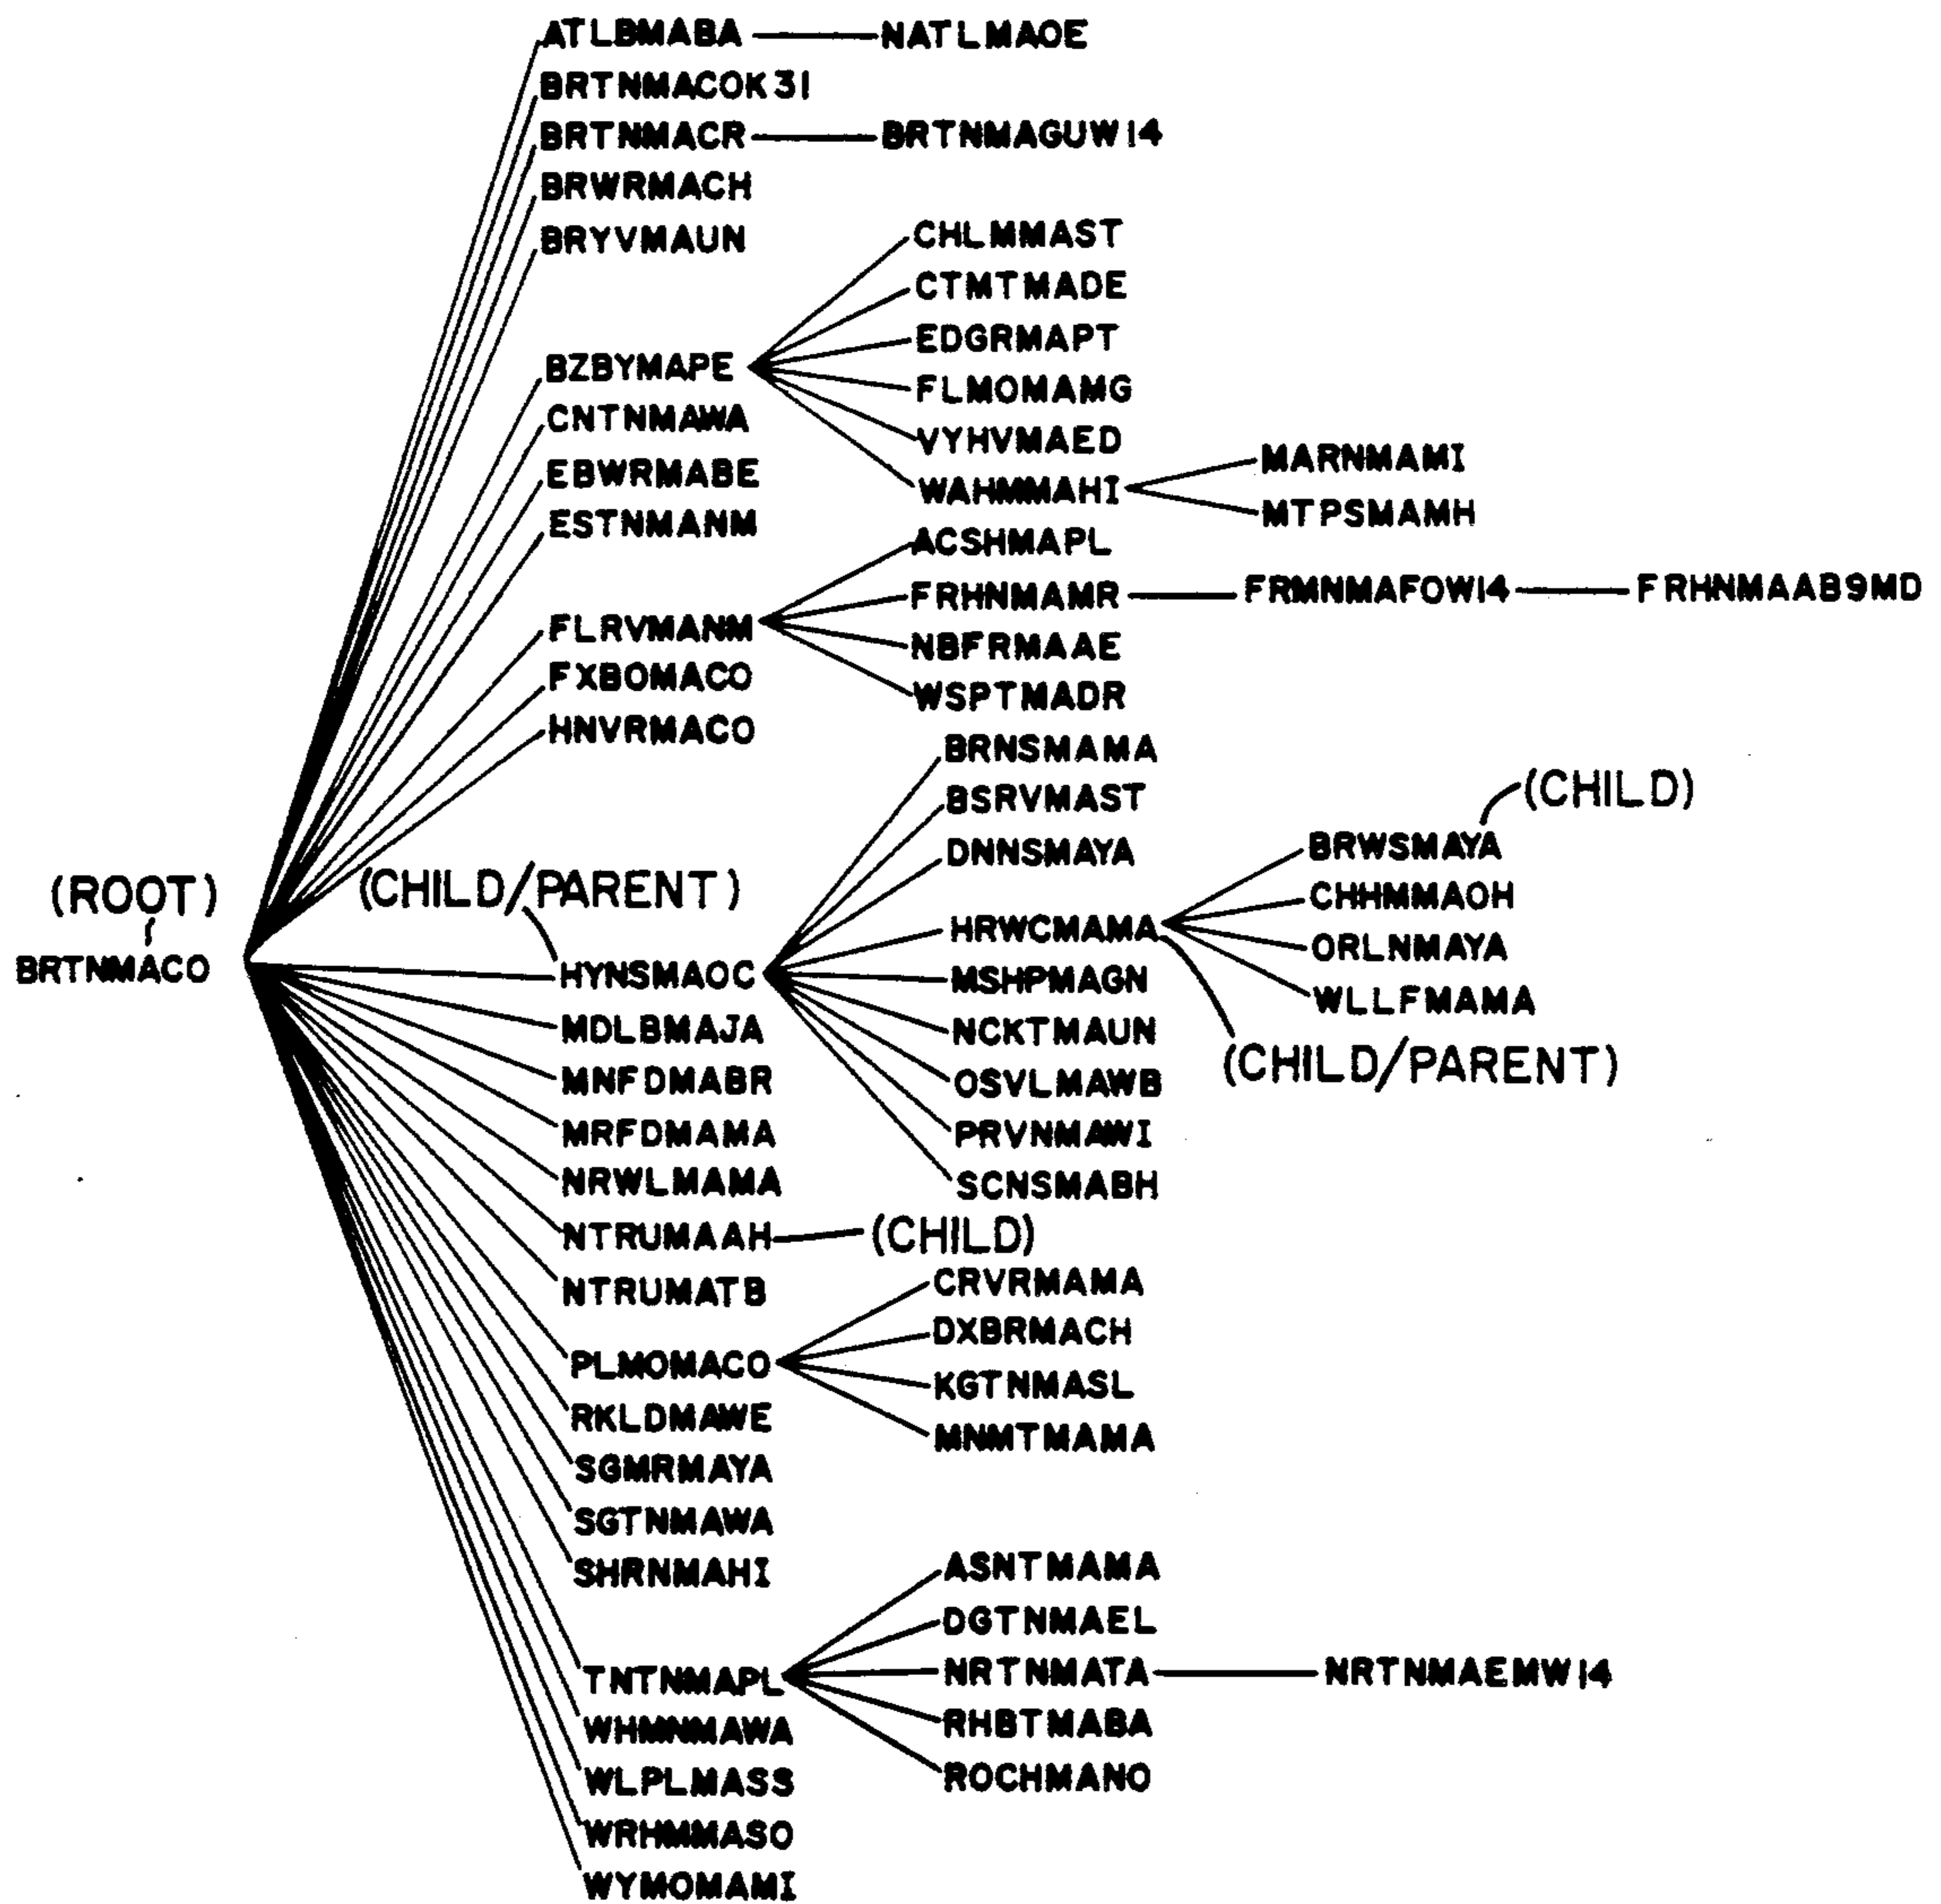 ATLBMABA NATLMAOE
BRTNMACOK31
BRTNMACR BRTNMAGUW14
BRWRMACH
BRYVMAUN
CHLMMAST
CTMTMADE
EDGRMAPT
BZBYMAPE
FLMOMAMG
CNTNMAWA
VYHVMAED
MARNMAMI
EBWRMABE
WAHMMAHI
MTPSMAMH
ESTNMANM
ACSHMAPL
FRHNMAMR FRMNMAFOW14 FRHNMAAB9MD
FLRVMANM
NBFRMAAE
FXBOMACO
WSPTMADR
HNVRMACO
BRNSMAMA
BSRVMAST
(CHILD)
DNNSMAYA
BRWSMAYA
(ROOT)
(CHILD/PARENT)
CHHMMAOH
HRWCMAMA
ORLNMAYA
BRTNMACO
HYNSMAOC
MSHPMAGN
WLLFMAMA
MDLBMAJA
NCKTMAUN
(CHILD/PARENT)
MNFDMABR
OSVLMAWB
MRFDMAMA
PRVNMAWI
NRWLMAMA
SCNSMABH
NTRUMAAH (CHILD)
NTRUMATB
CRVRMAMA
DXBRMACH
PLMOMACO
KGTNMASL
RKLDMAWE
MNMTMAMA
SGMRMAYA
SGTNMAWA
SHRNMAHI
ASNTMAMA
DGTNMAEL
TNTNMAPL
NRTNMATA NRTNMAEMW14
WHMNMAWA
RHBTMABA
WLPLMASS
ROCHMANO
WRHMMASO
WYMOMAMI